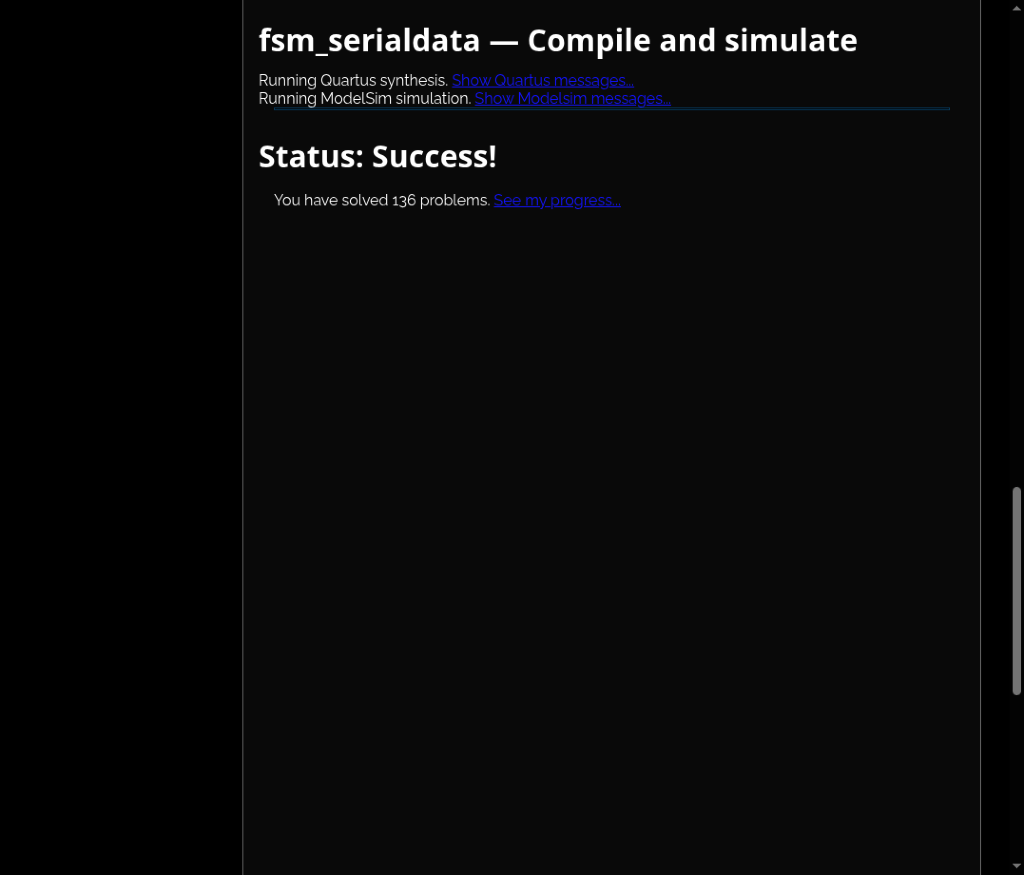 fsm_serialdata — Compile and simulate
Running Quartus synthesis. Show Quartus messages...
Running ModelSim simulation. Show Modelsim messages...
Status: Success!
You have solved 136 problems. See my progress...